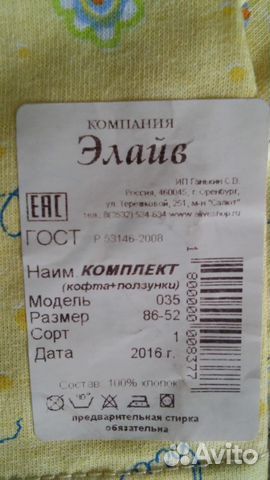 КОМПАНИЯ
Элайв
ИП Ганькин С.В.
Россия, 460045, г. Оренбург,
ул. Терешковой, 251, м-н "Салют"
тел.: 8(3532) 534-634 www.aliveshop.ru
ЕАС
ГОСТ Р 53146-2008
Наим КОМПЛЕКТ
(кофта+ползунки)
Модель 035
Размер 86-52
Сорт 1
Дата 2016 г.
Состав: 100% хлопок
предварительная стирка
обязательна
Avito